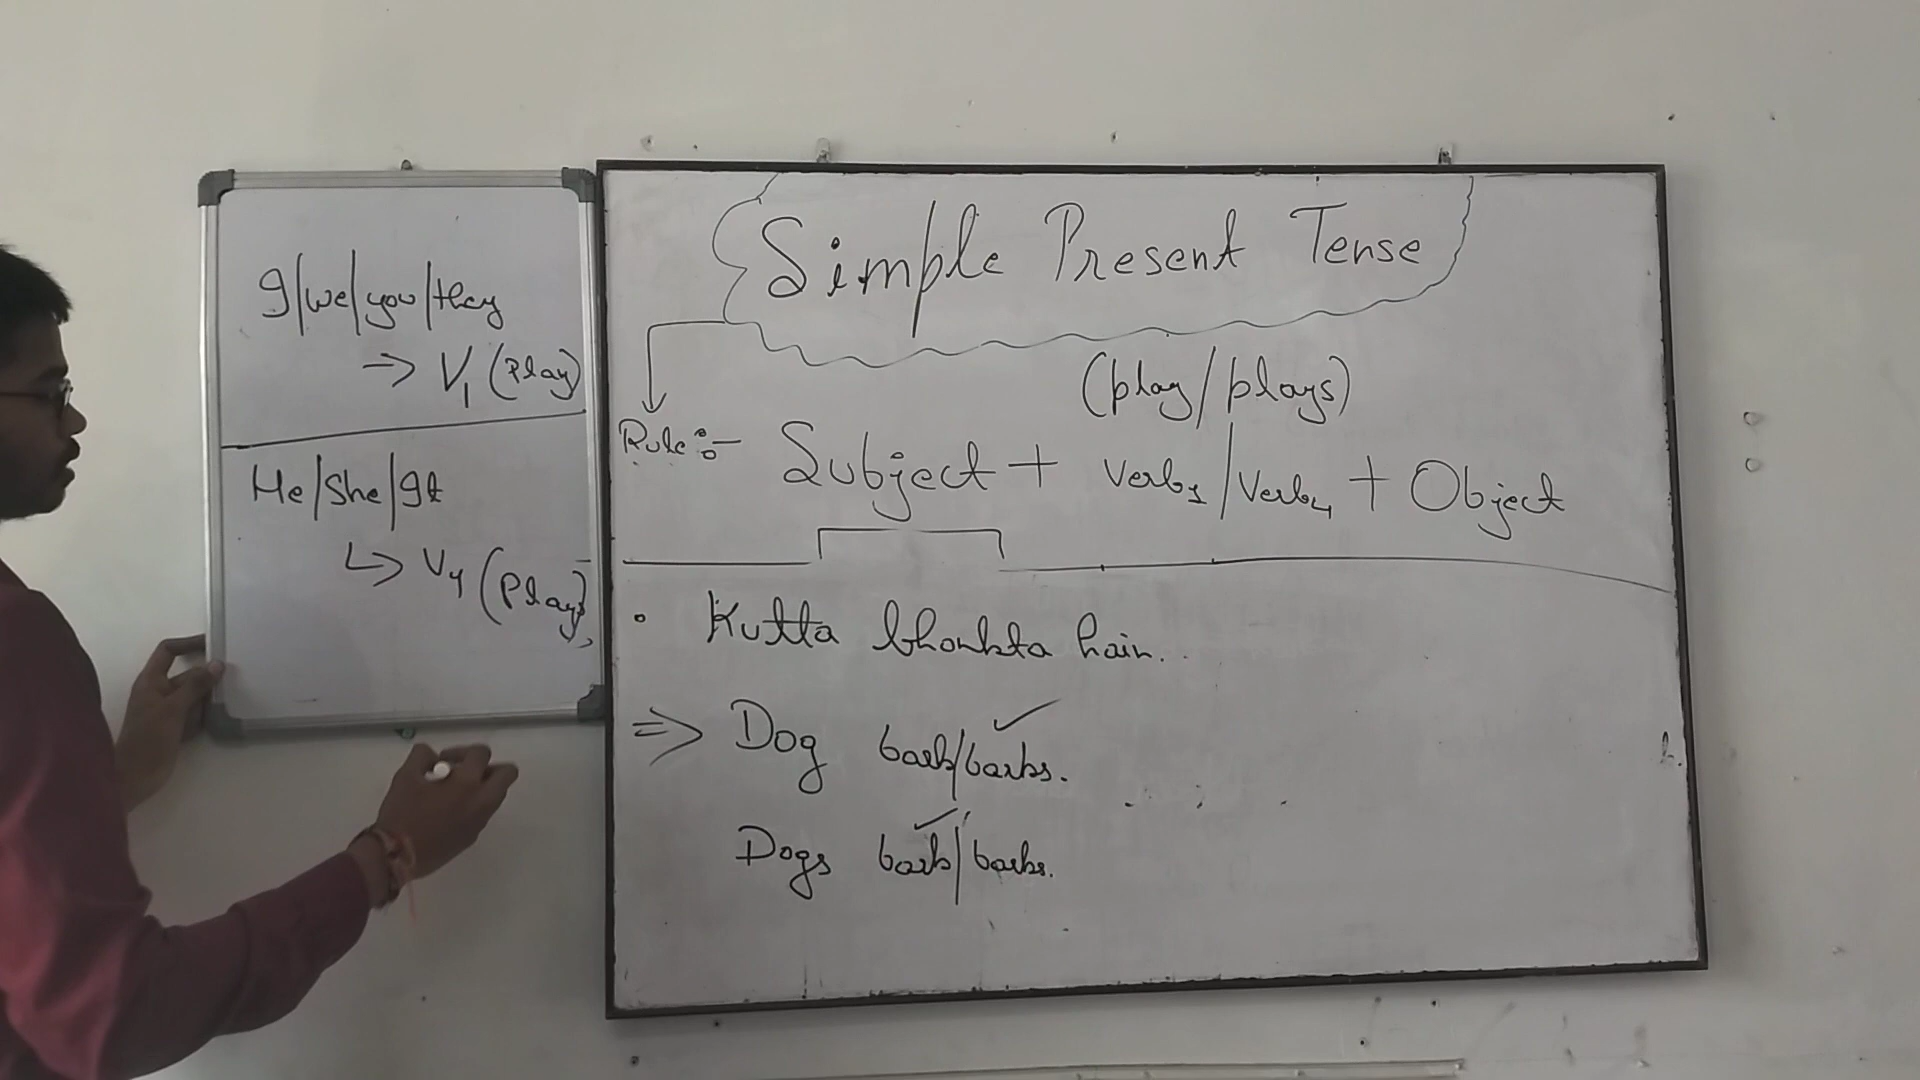 I/we/you/they
→ V1 (Play)
He/She/It
↳ V4 (Plays)
Simple Present Tense
(play/plays)
Rule:- Subject + Verb1/Verb4 + Object
• Kutta bhonkta hain.
⇒ Dog bark/barks. ✓
Dogs bark/barks. ✓